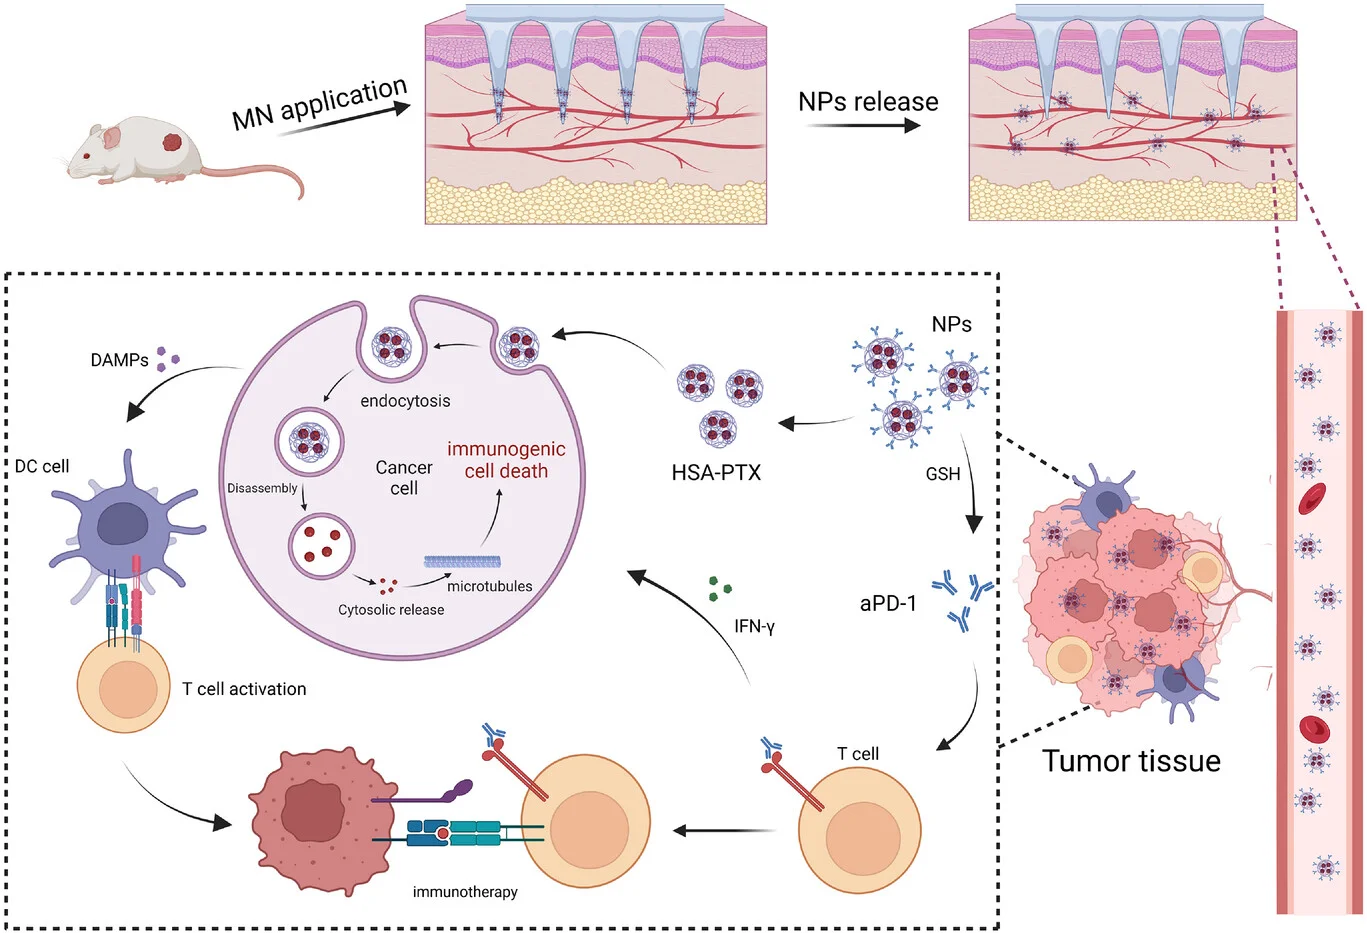 MN application
NPs release
DAMPs
DC cell
endocytosis
immunogenic
cell death
Cancer
cell
Disassembly
Cytosolic release
microtubules
HSA-PTX
NPs
GSH
aPD-1
IFN-γ
T cell activation
T cell
immunotherapy
Tumor tissue